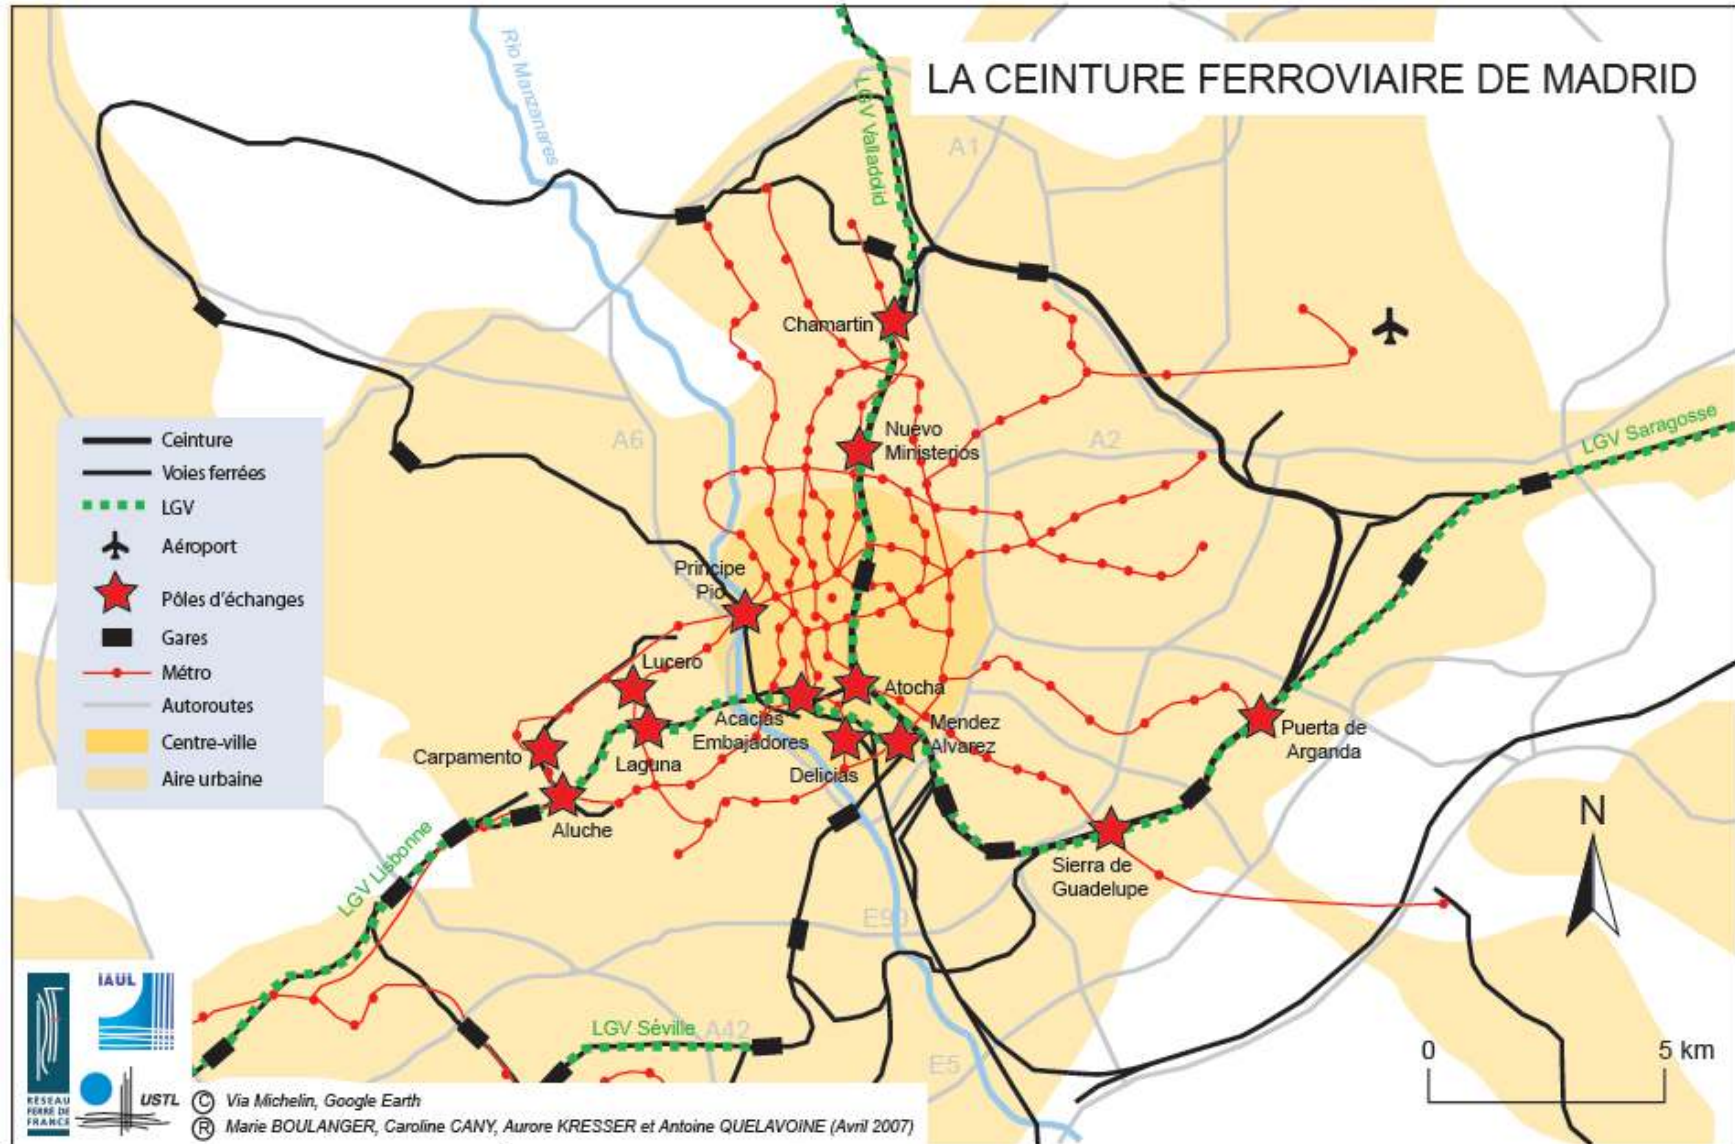 LA CEINTURE FERROVIAIRE DE MADRID
Rio Manzanares
LGV Valladolid
A1
Chamartin
Nuevo
Ministerios
A6
A2
LGV Saragosse
Ceinture
Voies ferrées
LGV
Aéroport
Pôles d'échanges
Gares
Métro
Autoroutes
Centre-ville
Aire urbaine
Principe
Pio
Lucero
Atocha
Acacias
Embajadores
Mendez
Alvarez
Carpamento
Laguna
Delicias
Puerta de
Arganda
Aluche
Sierra de
Guadelupe
LGV Lisbonne
E90
N
LGV Séville
A42
E5
0 5 km
IAUL
RÉSEAU
FERRÉ DE
FRANCE
USTL
C Via Michelin, Google Earth
R Marie BOULANGER, Caroline CANY, Aurore KRESSER et Antoine QUELAVOINE (Avril 2007)